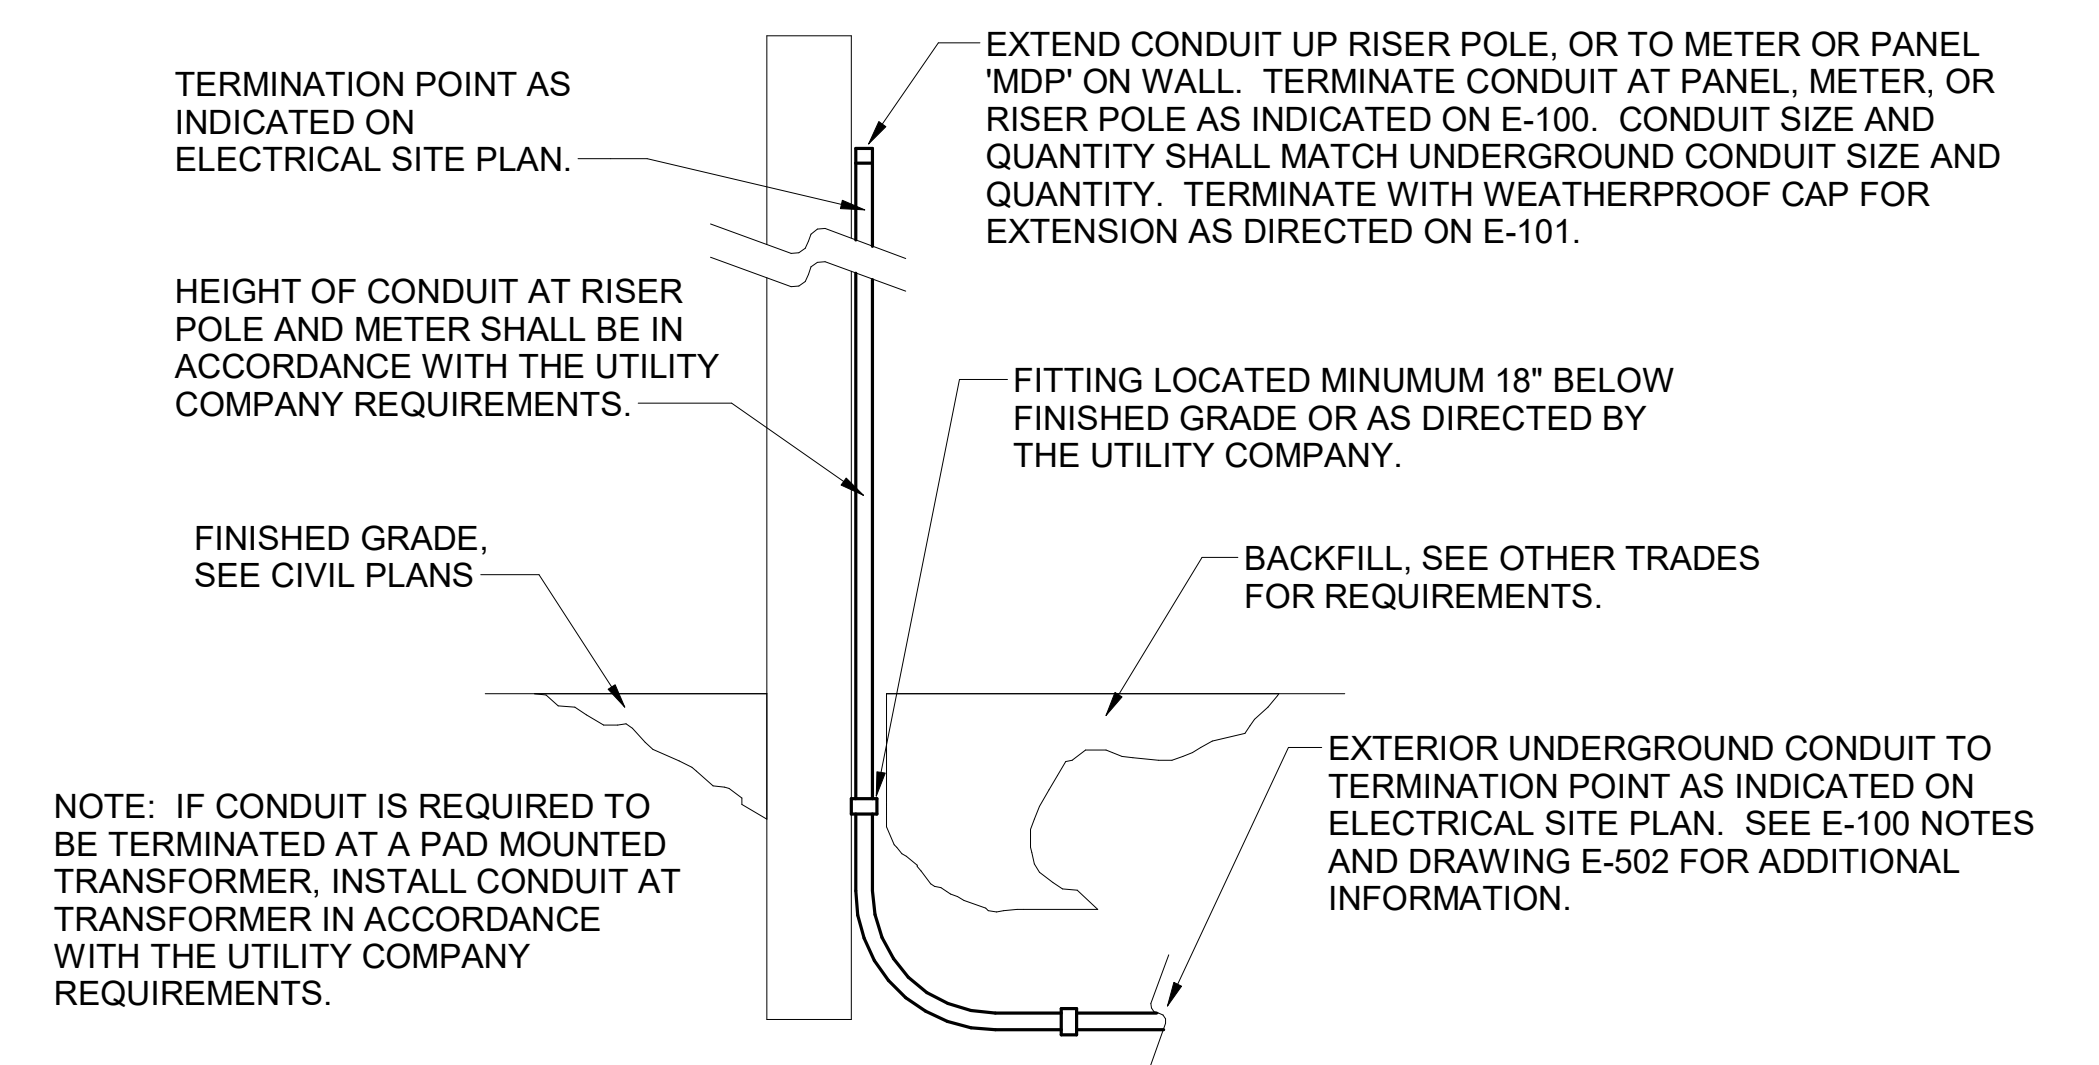 TERMINATION POINT AS
INDICATED ON
ELECTRICAL SITE PLAN.
EXTEND CONDUIT UP RISER POLE, OR TO METER OR PANEL
'MDP' ON WALL.  TERMINATE CONDUIT AT PANEL, METER, OR
RISER POLE AS INDICATED ON E-100.  CONDUIT SIZE AND
QUANTITY SHALL MATCH UNDERGROUND CONDUIT SIZE AND
QUANTITY.  TERMINATE WITH WEATHERPROOF CAP FOR
EXTENSION AS DIRECTED ON E-101.
HEIGHT OF CONDUIT AT RISER
POLE AND METER SHALL BE IN
ACCORDANCE WITH THE UTILITY
COMPANY REQUIREMENTS.
FITTING LOCATED MINUMUM 18" BELOW
FINISHED GRADE OR AS DIRECTED BY
THE UTILITY COMPANY.
FINISHED GRADE,
SEE CIVIL PLANS
BACKFILL, SEE OTHER TRADES
FOR REQUIREMENTS.
EXTERIOR UNDERGROUND CONDUIT TO
TERMINATION POINT AS INDICATED ON
ELECTRICAL SITE PLAN.  SEE E-100 NOTES
AND DRAWING E-502 FOR ADDITIONAL
INFORMATION.
NOTE:  IF CONDUIT IS REQUIRED TO
BE TERMINATED AT A PAD MOUNTED
TRANSFORMER, INSTALL CONDUIT AT
TRANSFORMER IN ACCORDANCE
WITH THE UTILITY COMPANY
REQUIREMENTS.